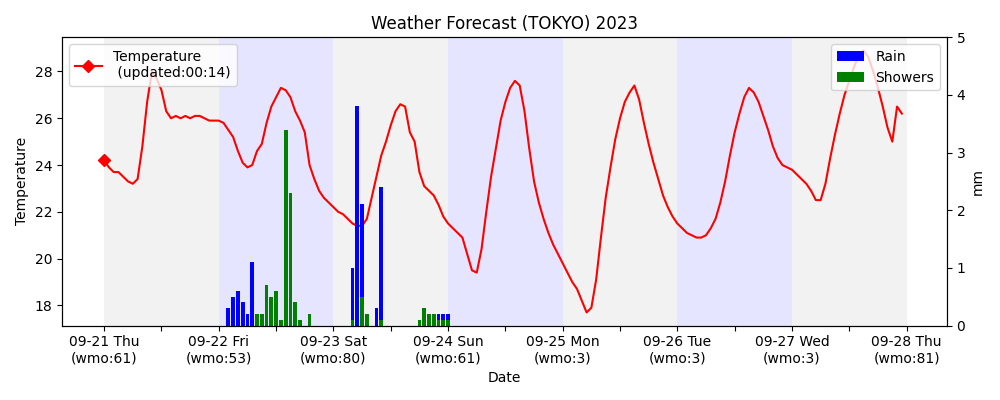 Weather Forecast (TOKYO) 2023
Temperature
(updated:00:14)
Rain
Showers
Temperature
28
26
24
22
20
18
5
4
3
2
1
0
mm
09-21 Thu 09-22 Fri 09-23 Sat 09-24 Sun 09-25 Mon 09-26 Tue 09-27 Wed 09-28 Thu
(wmo:61) (wmo:53) (wmo:80) (wmo:61) (wmo:3) (wmo:3) (wmo:3) (wmo:81)
Date